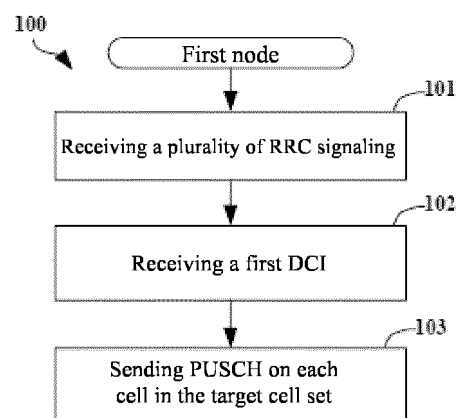 100
First node
101
Receiving a plurality of RRC signaling
102
Receiving a first DCI
103
Sending PUSCH on each
cell in the target cell set